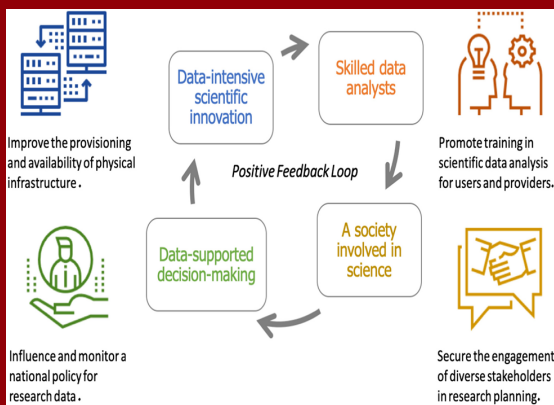 Data-intensive
scientific
innovation
Skilled data
analysts
Improve the provisioning
and availability of physical
infrastructure .
Positive Feedback Loop
Promote training in
scientific data analysis
for users and providers.
Data-supported
decision-making
A society
involved in
science
Influence and monitor a
national policy for
research data .
Secure the engagement
of diverse stakeholders
in research planning.